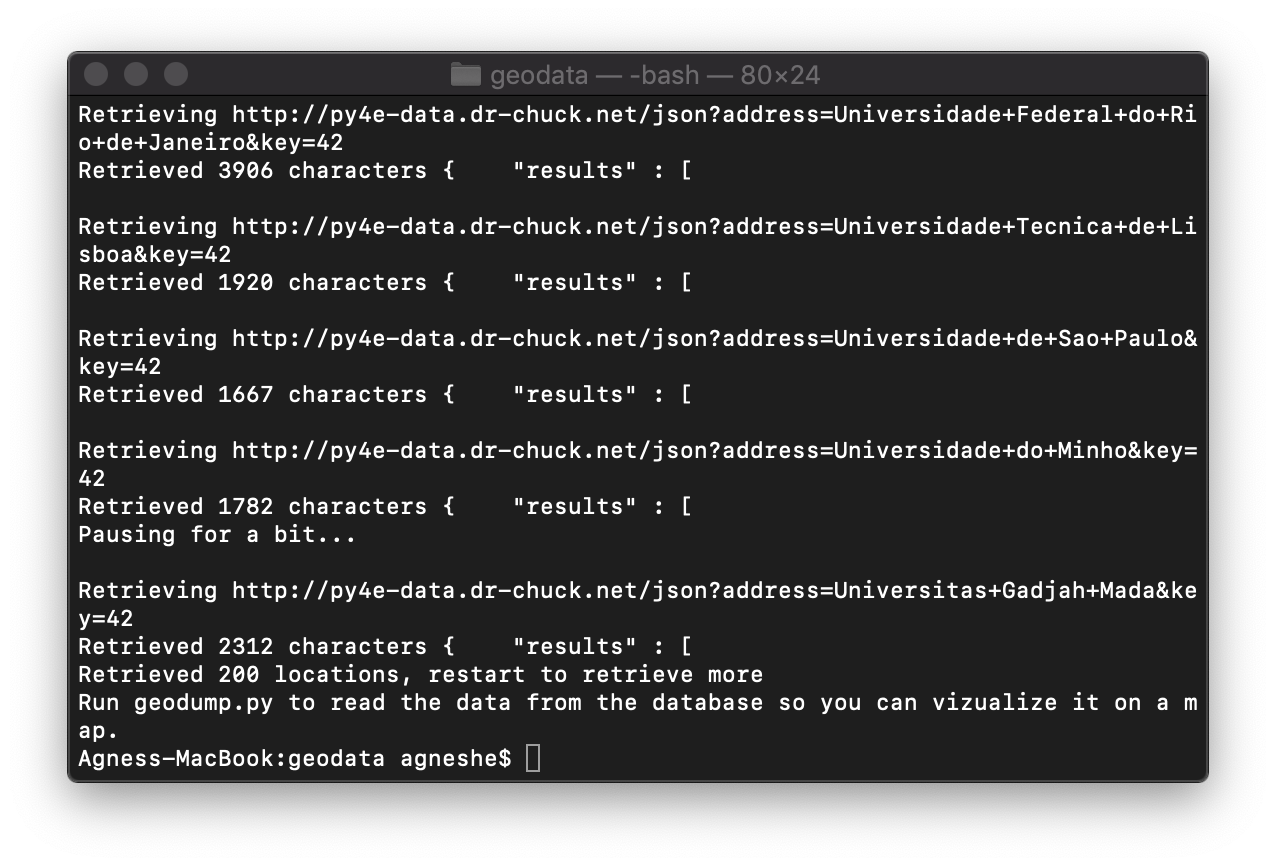 geodata — -bash — 80×24
Retrieving http://py4e-data.dr-chuck.net/json?address=Universidade+Federal+do+Ri
o+de+Janeiro&key=42
Retrieved 3906 characters {    "results" : [
Retrieving http://py4e-data.dr-chuck.net/json?address=Universidade+Tecnica+de+Li
sboa&key=42
Retrieved 1920 characters {    "results" : [
Retrieving http://py4e-data.dr-chuck.net/json?address=Universidade+de+Sao+Paulo&
key=42
Retrieved 1667 characters {    "results" : [
Retrieving http://py4e-data.dr-chuck.net/json?address=Universidade+do+Minho&key=
42
Retrieved 1782 characters {    "results" : [
Pausing for a bit...
Retrieving http://py4e-data.dr-chuck.net/json?address=Universitas+Gadjah+Mada&ke
y=42
Retrieved 2312 characters {    "results" : [
Retrieved 200 locations, restart to retrieve more
Run geodump.py to read the data from the database so you can vizualize it on a m
ap.
Agness-MacBook:geodata agneshe$